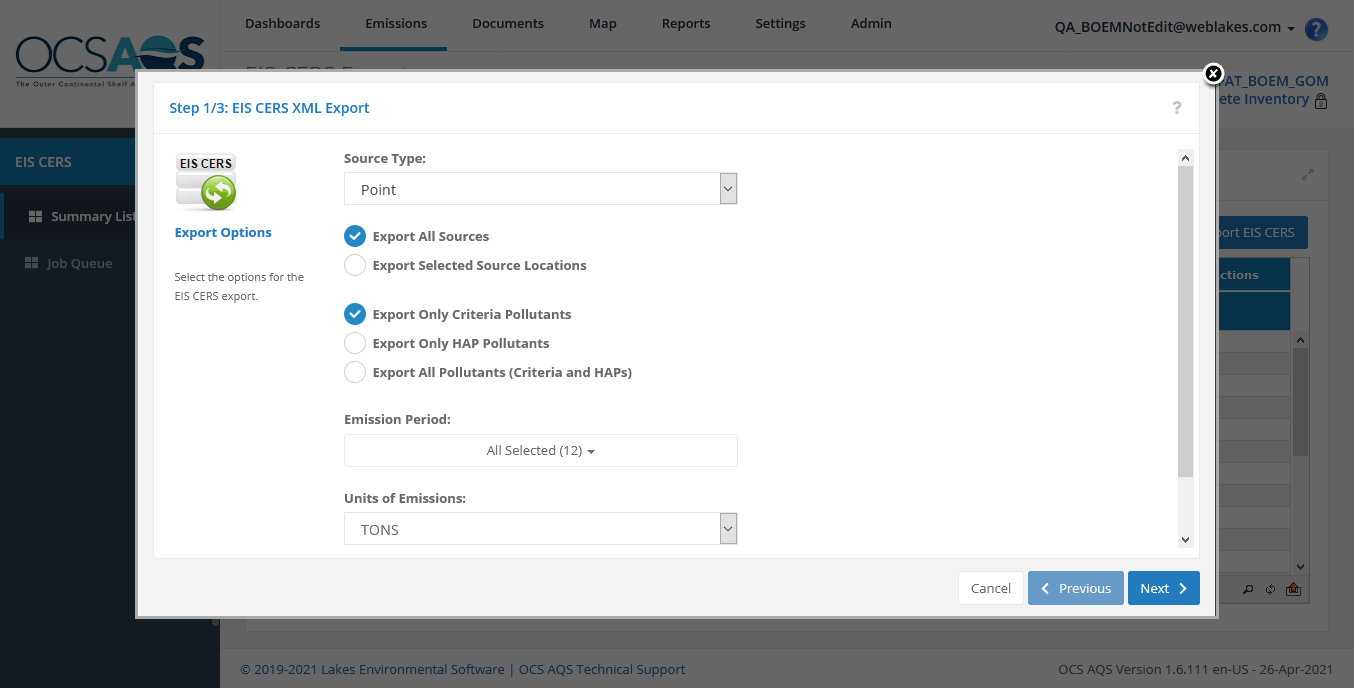 Dashboards Emissions Documents Map Reports Settings Admin
QA_BOEMNotEdit@weblakes.com
?
OCSAQS
The Outer Continental Shelf A
AT_BOEM_GOM
ete Inventory
Step 1/3: EIS CERS XML Export
?
EIS CERS
Summary List
Job Queue
EIS CERS
Export Options
Select the options for the
EIS CERS export.
Source Type:
Point
Export All Sources
Export Selected Source Locations
Export Only Criteria Pollutants
Export Only HAP Pollutants
Export All Pollutants (Criteria and HAPs)
Emission Period:
All Selected (12)
Units of Emissions:
TONS
port EIS CERS
ctions
Cancel
Previous
Next
© 2019-2021 Lakes Environmental Software | OCS AQS Technical Support
OCS AQS Version 1.6.111 en-US - 26-Apr-2021